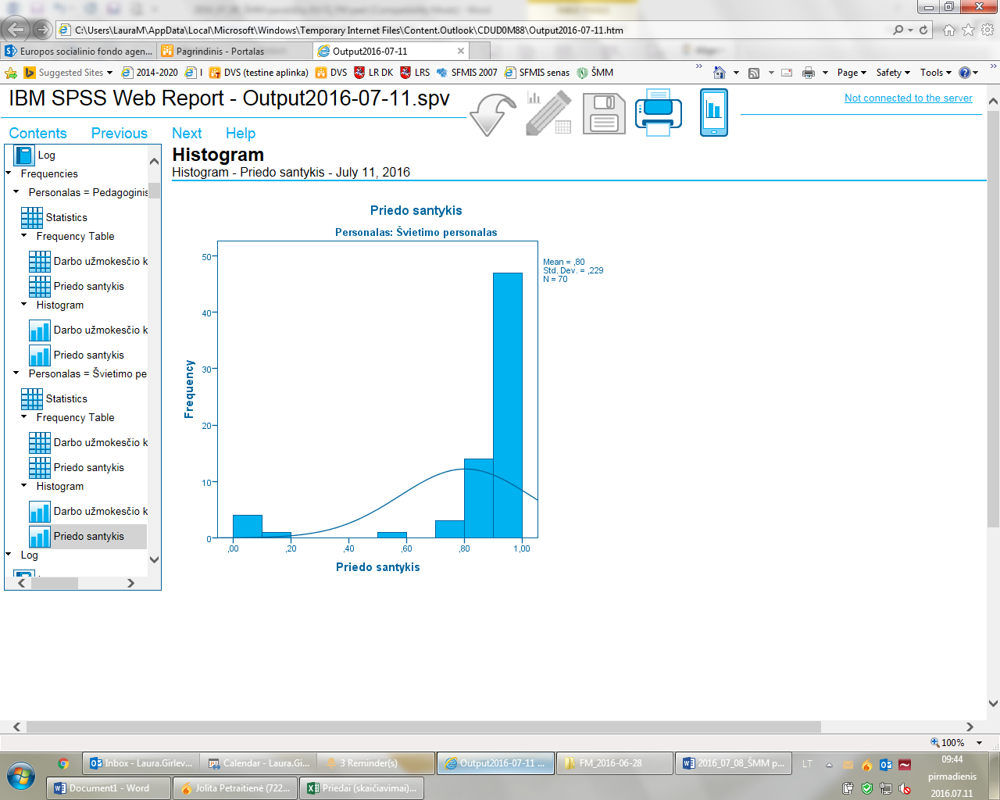 C:\Users\LauraM\AppData\Local\Microsoft\Windows\Temporary Internet Files\Content.Outlook\CDUD0M88\Output2016-07-11.htm
Europos socialinio fondo agen...
Pagrindinis - Portalas
Output2016-07-11
Suggested Sites
2014-2020
I
DVS (testine aplinka)
DVS
LR DK
LRS
SFMIS 2007
SFMIS senas
ŠMM
Page
Safety
Tools
IBM SPSS Web Report - Output2016-07-11.spv
Not connected to the server
Contents
Previous
Next
Help
Log
Frequencies
Personalas = Pedagoginis
Statistics
Frequency Table
Darbo užmokesčio k
Priedo santykis
Histogram
Darbo užmokesčio k
Priedo santykis
Personalas = Švietimo pe
Statistics
Frequency Table
Darbo užmokesčio k
Priedo santykis
Histogram
Darbo užmokesčio k
Priedo santykis
Log
Histogram
Histogram - Priedo santykis - July 11, 2016
Priedo santykis
Personalas: Švietimo personalas
Mean = ,80
Std. Dev. = ,229
N = 70
Frequency
50
40
30
20
10
0
,00
,20
,40
,60
,80
1,00
Priedo santykis
100%
Inbox - Laura.Girlev...
Calendar - Laura.Gi...
3 Reminder(s)
Output2016-07-11 ...
FM_2016-06-28
2016_07_08_ŠMM p...
LT
09:44
pirmadienis
2016.07.11
Document1 - Word
Jolita Petraitienė (722...
Priedai (skaičiavimai)...